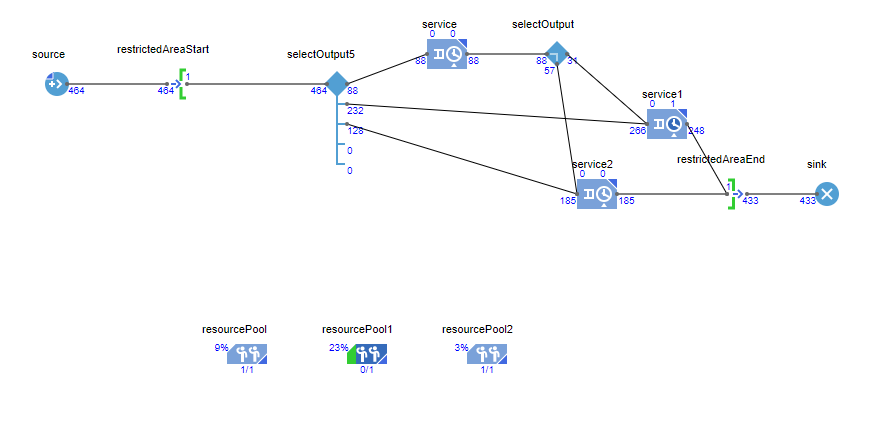 service
selectOutput
0 0
source
restrictedAreaStart
selectOutput5
88
88
88
31
57
1
464
464
464
88
service1
0 1
232
266
248
128
restrictedAreaEnd
sink
service2
0 0
0
0
185
185
1
433
433
resourcePool
resourcePool1
resourcePool2
9%
23%
3%
1/1
0/1
1/1